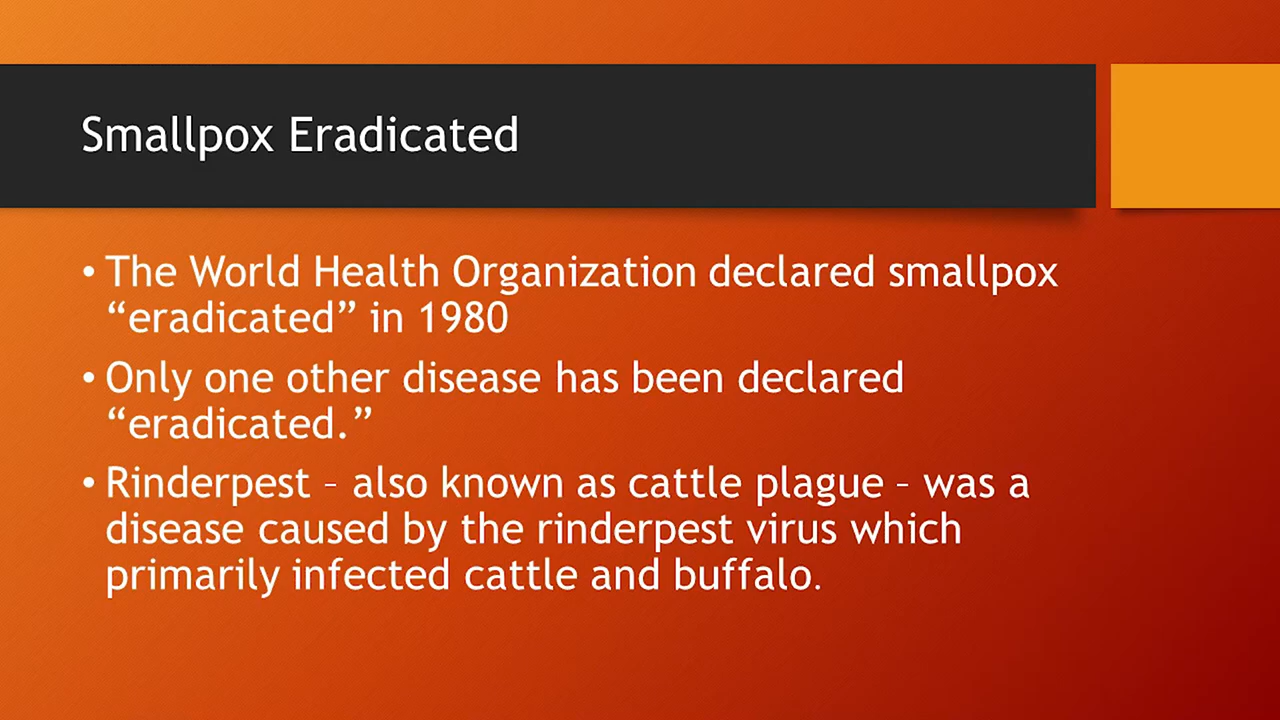 Smallpox Eradicated
• The World Health Organization declared smallpox
“eradicated” in 1980
• Only one other disease has been declared
“eradicated.”
• Rinderpest – also known as cattle plague – was a
disease caused by the rinderpest virus which
primarily infected cattle and buffalo.